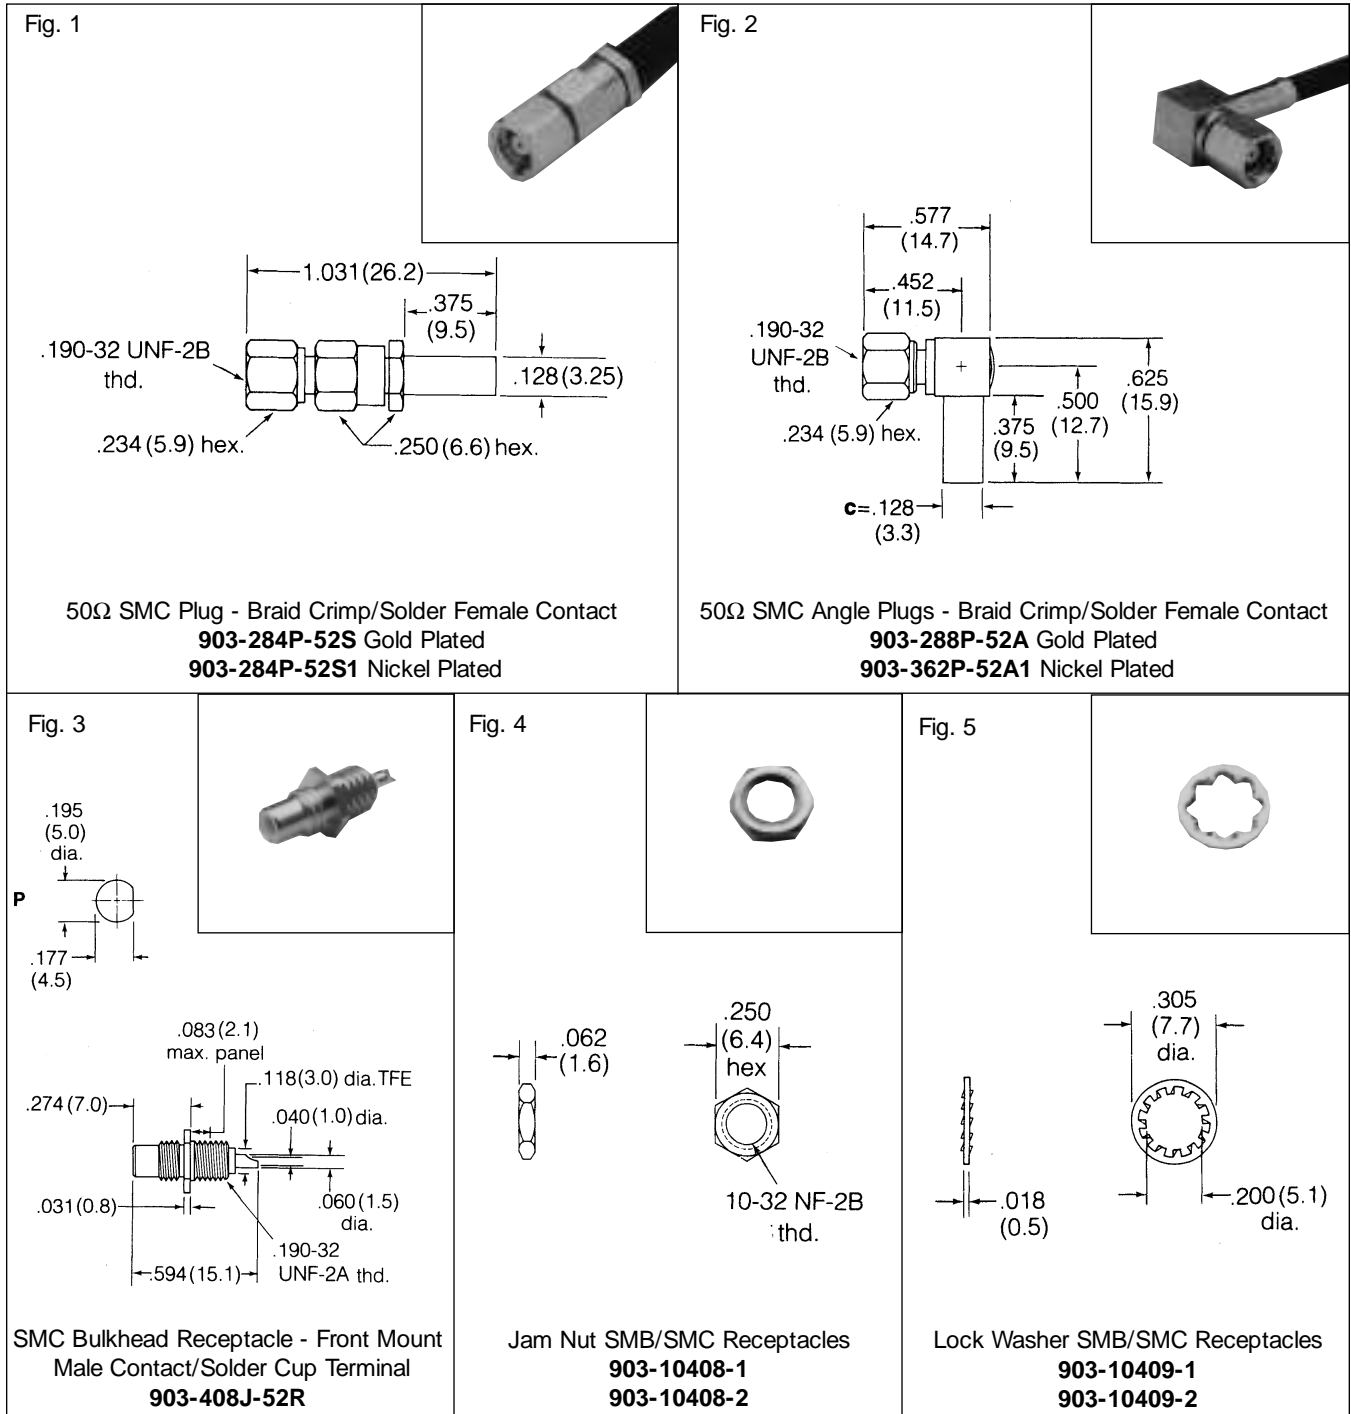 Fig. 1
1.031(26.2)
.375
(9.5)
.190-32 UNF-2B
thd.
.128(3.25)
.234(5.9) hex.
.250(6.6) hex.
50Ω SMC Plug - Braid Crimp/Solder Female Contact
903-284P-52S Gold Plated
903-284P-52S1 Nickel Plated
Fig. 2
.577
(14.7)
.452
(11.5)
.190-32
UNF-2B
thd.
.625
(15.9)
.500
(12.7)
.375
(9.5)
.234(5.9) hex.
c=.128
(3.3)
50Ω SMC Angle Plugs - Braid Crimp/Solder Female Contact
903-288P-52A Gold Plated
903-362P-52A1 Nickel Plated
Fig. 3
.195
(5.0)
dia.
P
.177
(4.5)
.083(2.1)
max. panel
.118(3.0) dia.TFE
.274(7.0)
.040(1.0)dia.
.031(0.8)
.060(1.5)
dia.
.190-32
UNF-2A thd.
.594(15.1)
SMC Bulkhead Receptacle - Front Mount
Male Contact/Solder Cup Terminal
903-408J-52R
Fig. 4
.062
(1.6)
.250
(6.4)
hex
10-32 NF-2B
thd.
Jam Nut SMB/SMC Receptacles
903-10408-1
903-10408-2
Fig. 5
.305
(7.7)
dia.
.018
(0.5)
.200(5.1)
dia.
Lock Washer SMB/SMC Receptacles
903-10409-1
903-10409-2